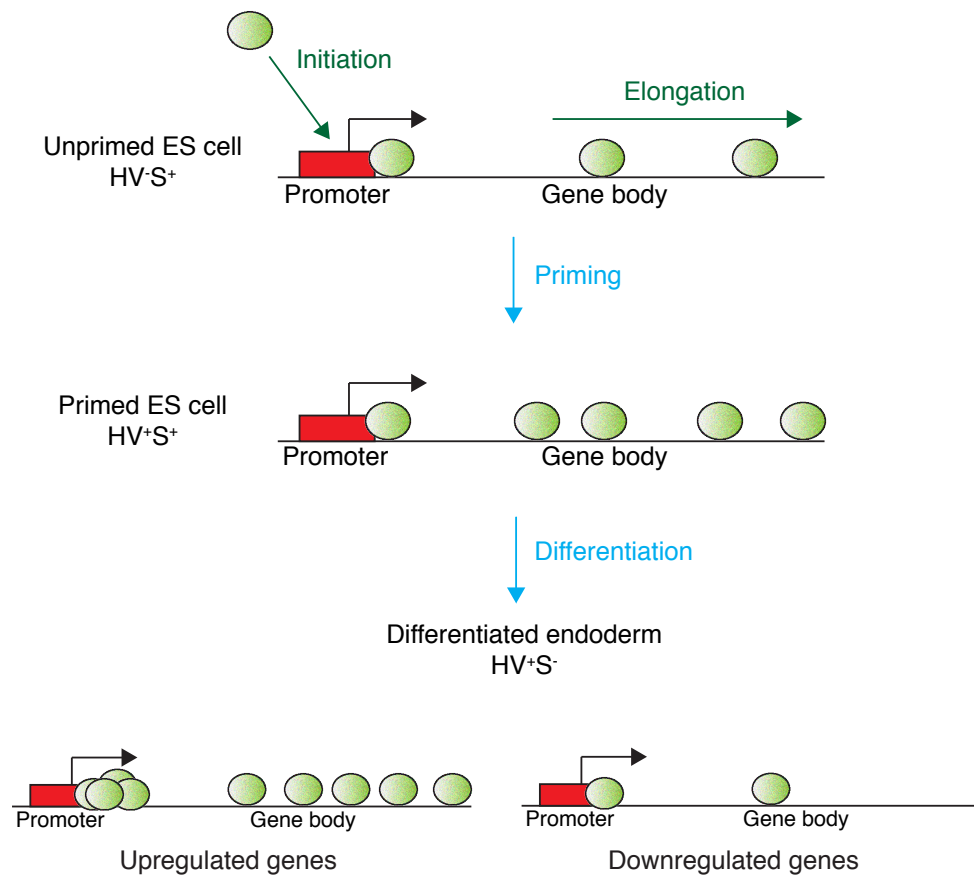 Initiation
Elongation
Unprimed ES cell
HV⁻S⁺
Promoter
Gene body
Priming
Primed ES cell
HV⁺S⁺
Promoter
Gene body
Differentiation
Differentiated endoderm
HV⁺S⁻
Promoter
Gene body
Promoter
Gene body
Upregulated genes
Downregulated genes